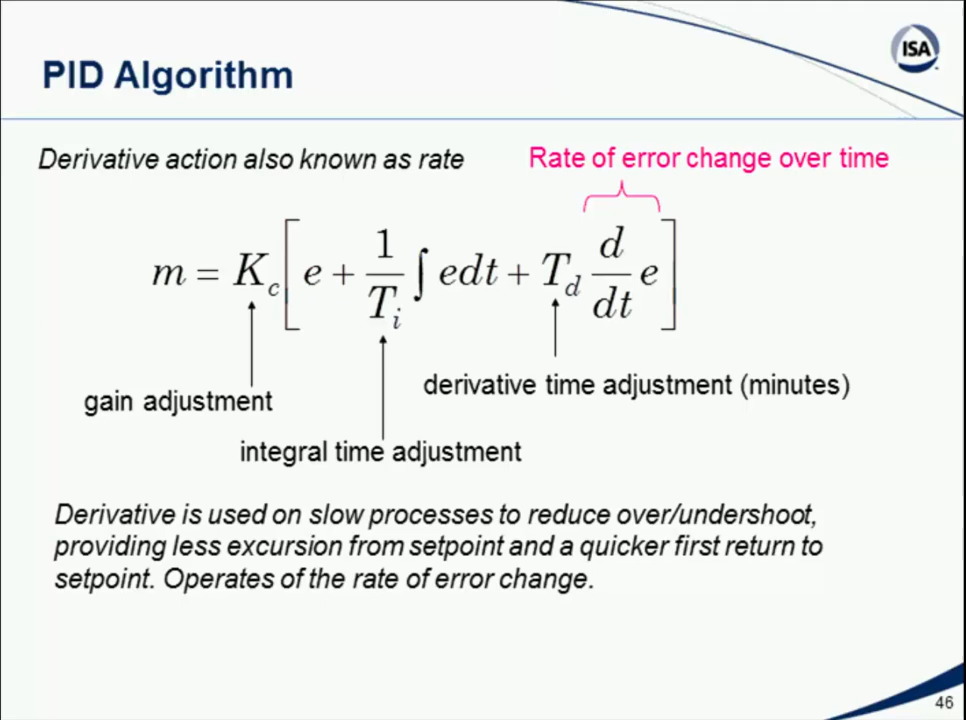 ISA
PID Algorithm
Derivative action also known as rate
Rate of error change over time
m = K_c [ e + 1/T_i ∫ edt + T_d d/dt e ]
gain adjustment
derivative time adjustment (minutes)
integral time adjustment
Derivative is used on slow processes to reduce over/undershoot,
providing less excursion from setpoint and a quicker first return to
setpoint. Operates of the rate of error change.
46